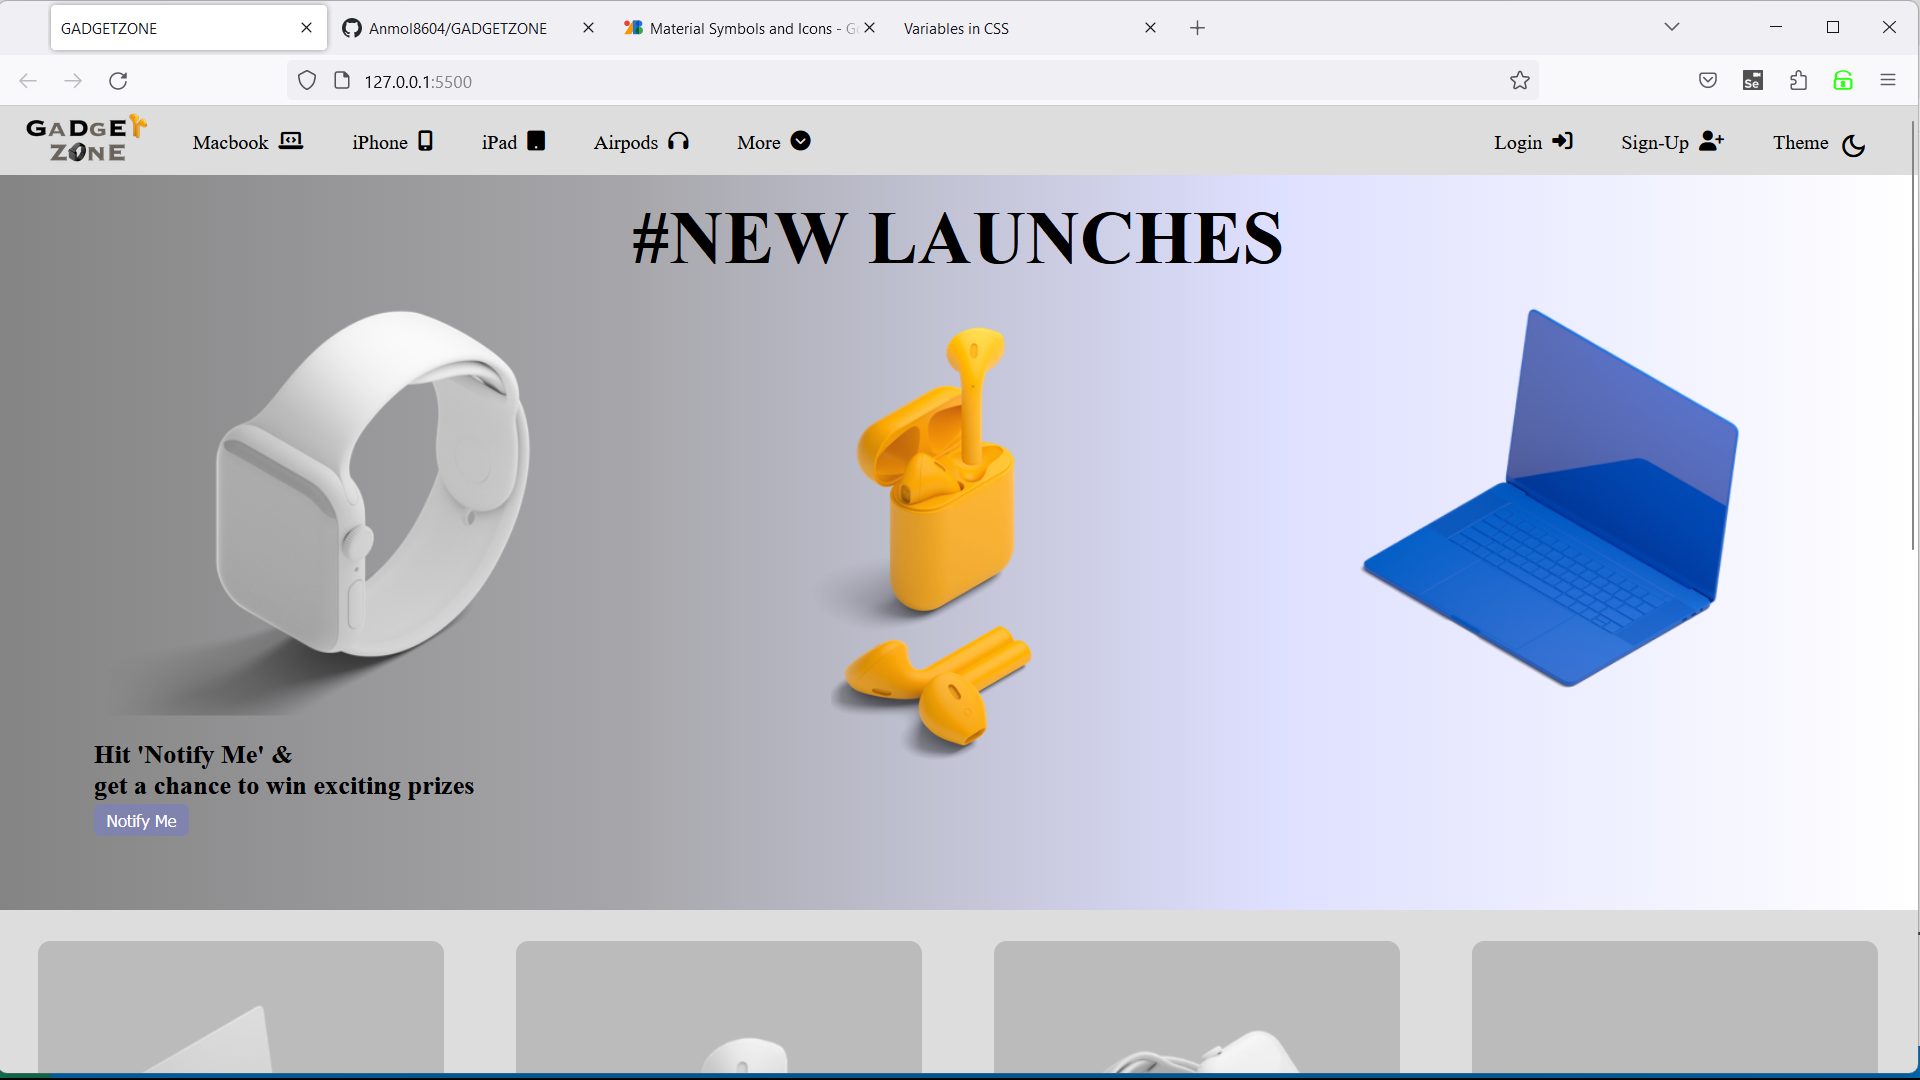 GADGETZONE
Anmol8604/GADGETZONE
Material Symbols and Icons - Go
Variables in CSS
127.0.0.1:5500
Se
GADGET
ZONE
Macbook
iPhone
iPad
Airpods
More
Login
Sign-Up
Theme
#NEW LAUNCHES
Hit 'Notify Me' &
get a chance to win exciting prizes
Notify Me